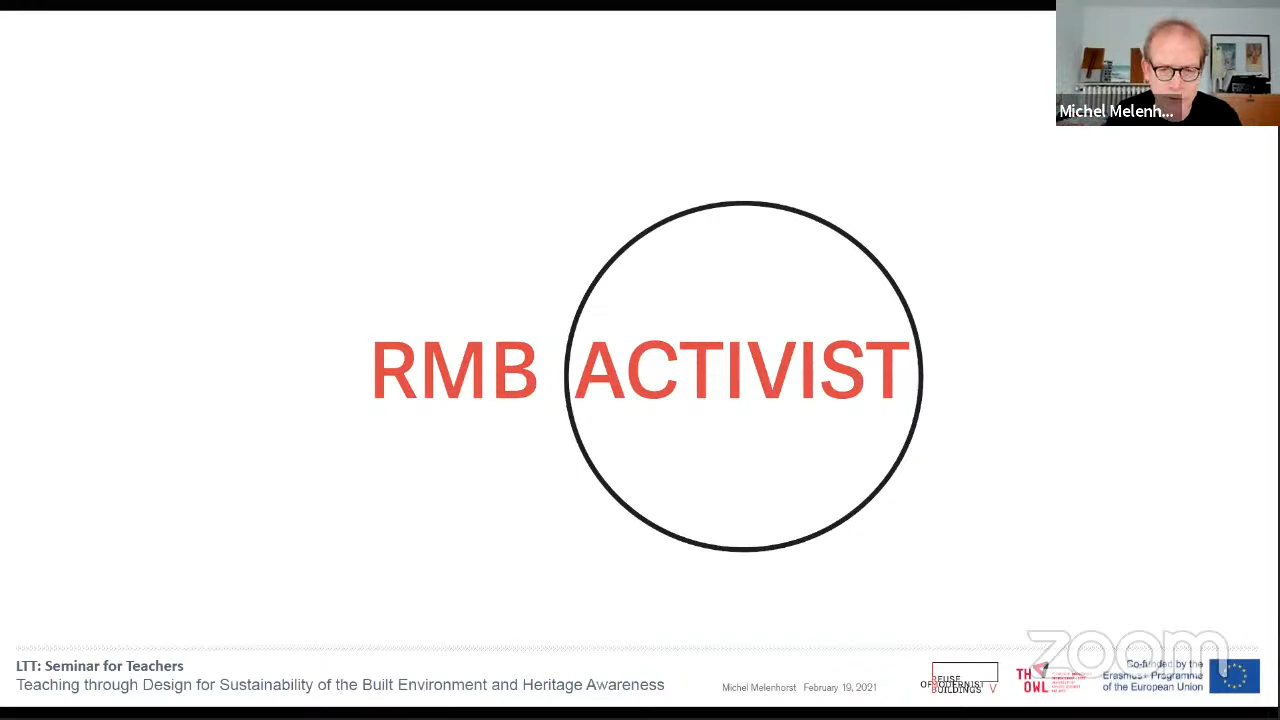 Michel Melenh...
RMB ACTIVIST
zoom
LTT: Seminar for Teachers
Teaching through Design for Sustainability of the Built Environment and Heritage Awareness
Michel Melenhorst February 19, 2021
REUSE
OF MODERNIST
BUILDINGS V
TH
OWL
Co-funded by the
Erasmus+ Programme
of the European Union